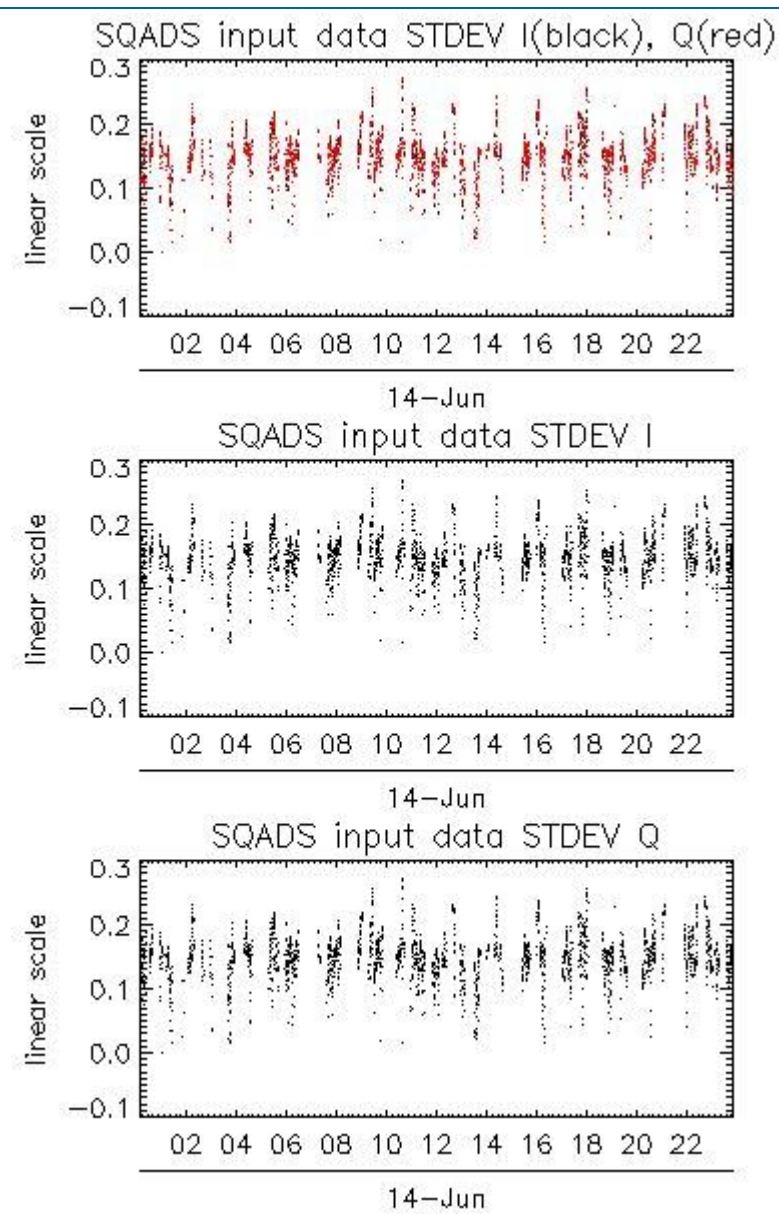 SQADS input data STDEV I(black), Q(red)
0.3
0.2
0.1
0.0
−0.1
linear scale
02 04 06 08 10 12 14 16 18 20 22
14−Jun
SQADS input data STDEV I
0.3
0.2
0.1
0.0
−0.1
linear scale
02 04 06 08 10 12 14 16 18 20 22
14−Jun
SQADS input data STDEV Q
0.3
0.2
0.1
0.0
−0.1
linear scale
02 04 06 08 10 12 14 16 18 20 22
14−Jun